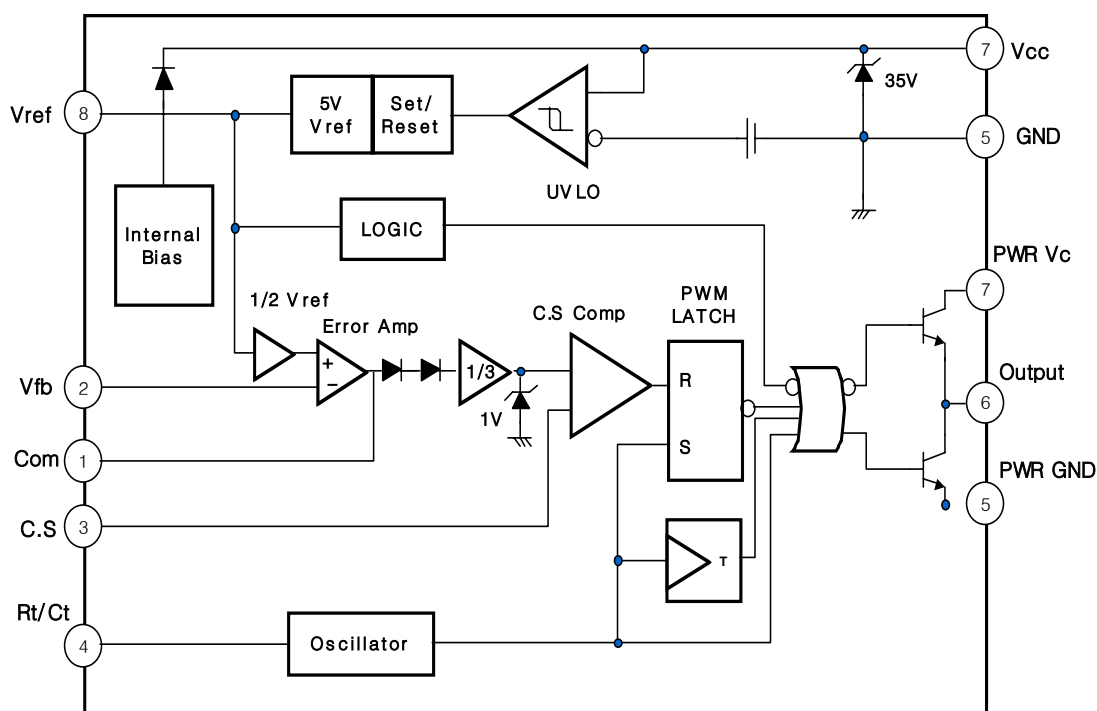 7
Vcc
35V
Vref
8
5V
Vref
Set/
Reset
5
GND
UVLO
Internal
Bias
LOGIC
PWR Vc
7
1/2 Vref
Error Amp
C.S Comp
PWM
LATCH
+
−
1/3
1V
R
S
Vfb
2
Output
6
Com
1
PWR GND
5
C.S
3
T
Rt/Ct
4
Oscillator